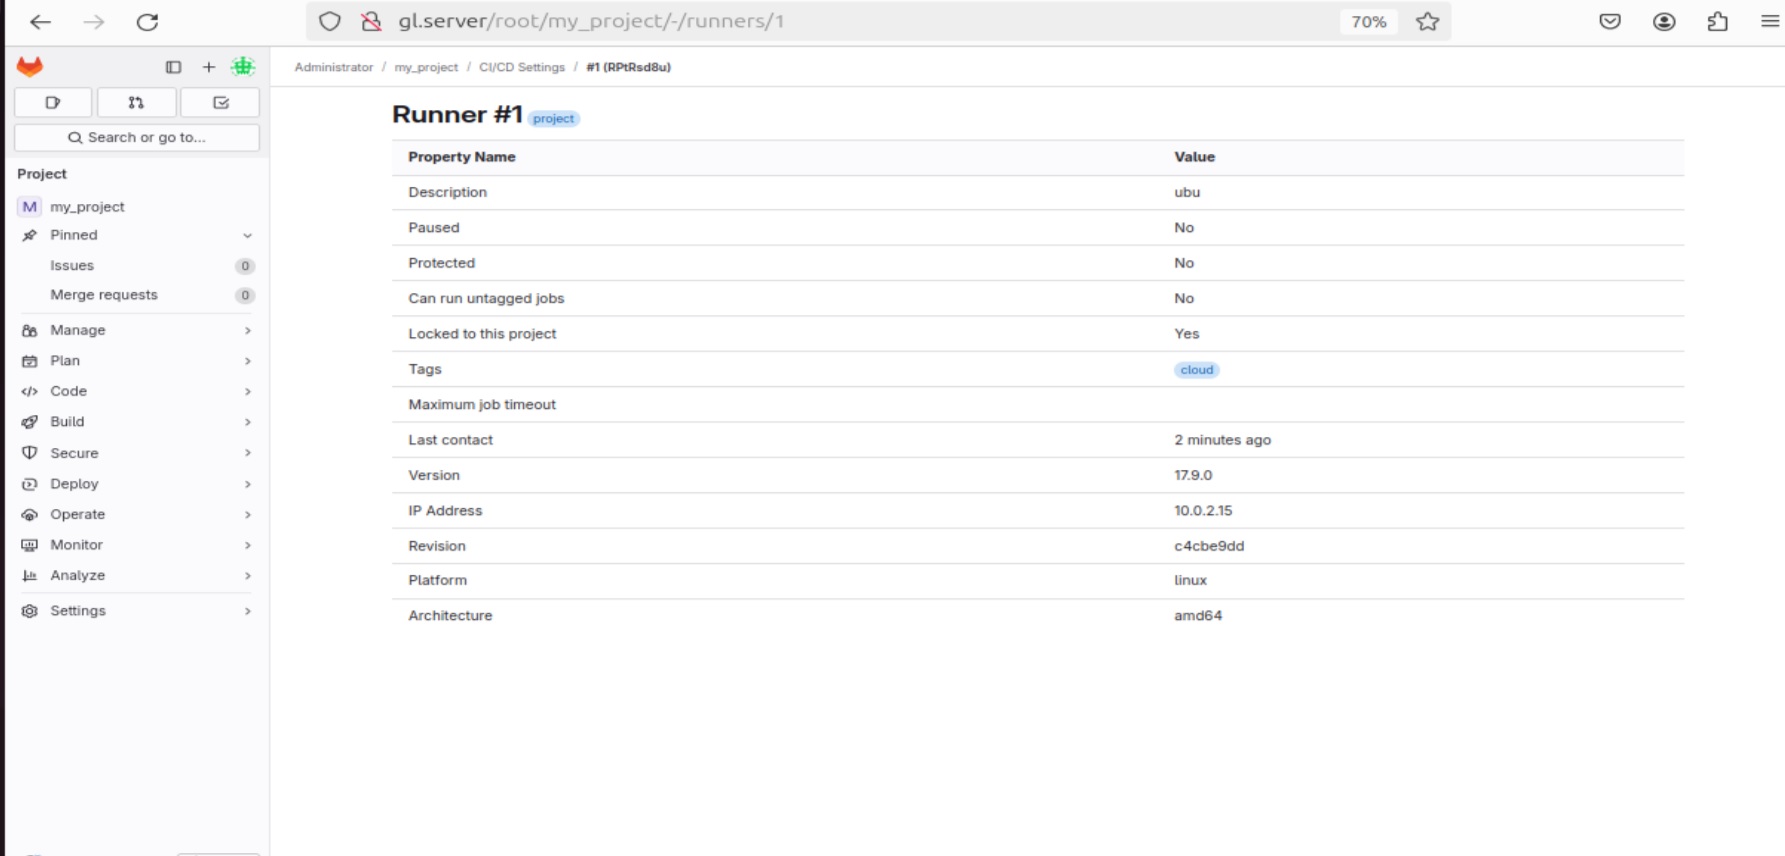 gl.server/root/my_project/-/runners/1
70%
Administrator / my_project / CI/CD Settings / #1 (RPtRsd8u)
Search or go to...
Project
M my_project
Pinned
Issues 0
Merge requests 0
Manage
Plan
Code
Build
Secure
Deploy
Operate
Monitor
Analyze
Settings
Runner #1 project
Property Name Value
Description ubu
Paused No
Protected No
Can run untagged jobs No
Locked to this project Yes
Tags cloud
Maximum job timeout
Last contact 2 minutes ago
Version 17.9.0
IP Address 10.0.2.15
Revision c4cbe9dd
Platform linux
Architecture amd64